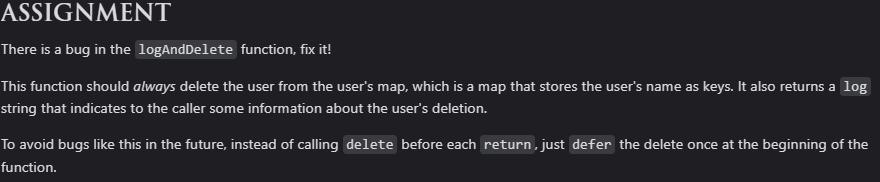 ASSIGNMENT
There is a bug in the logAndDelete function, fix it!
This function should always delete the user from the user's map, which is a map that stores the user's name as keys. It also returns a log
string that indicates to the caller some information about the user's deletion.
To avoid bugs like this in the future, instead of calling delete before each return, just defer the delete once at the beginning of the
function.